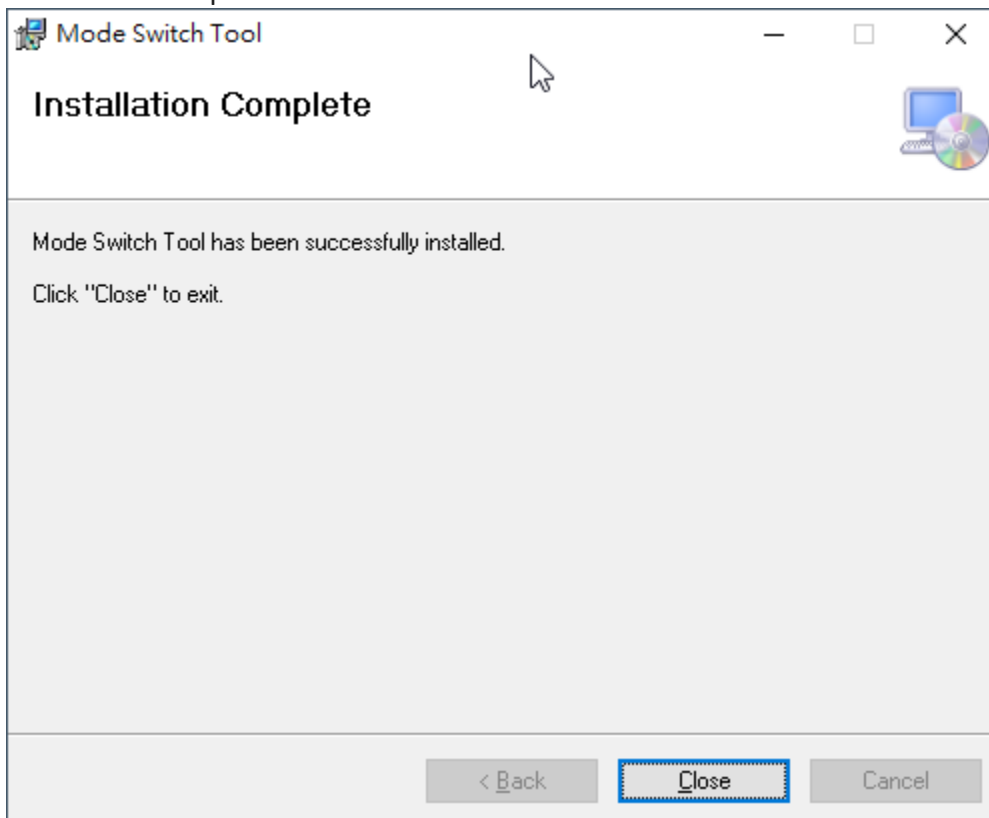 Mode Switch Tool
Installation Complete
Mode Switch Tool has been successfully installed.
Click "Close" to exit.
< Back
Close
Cancel